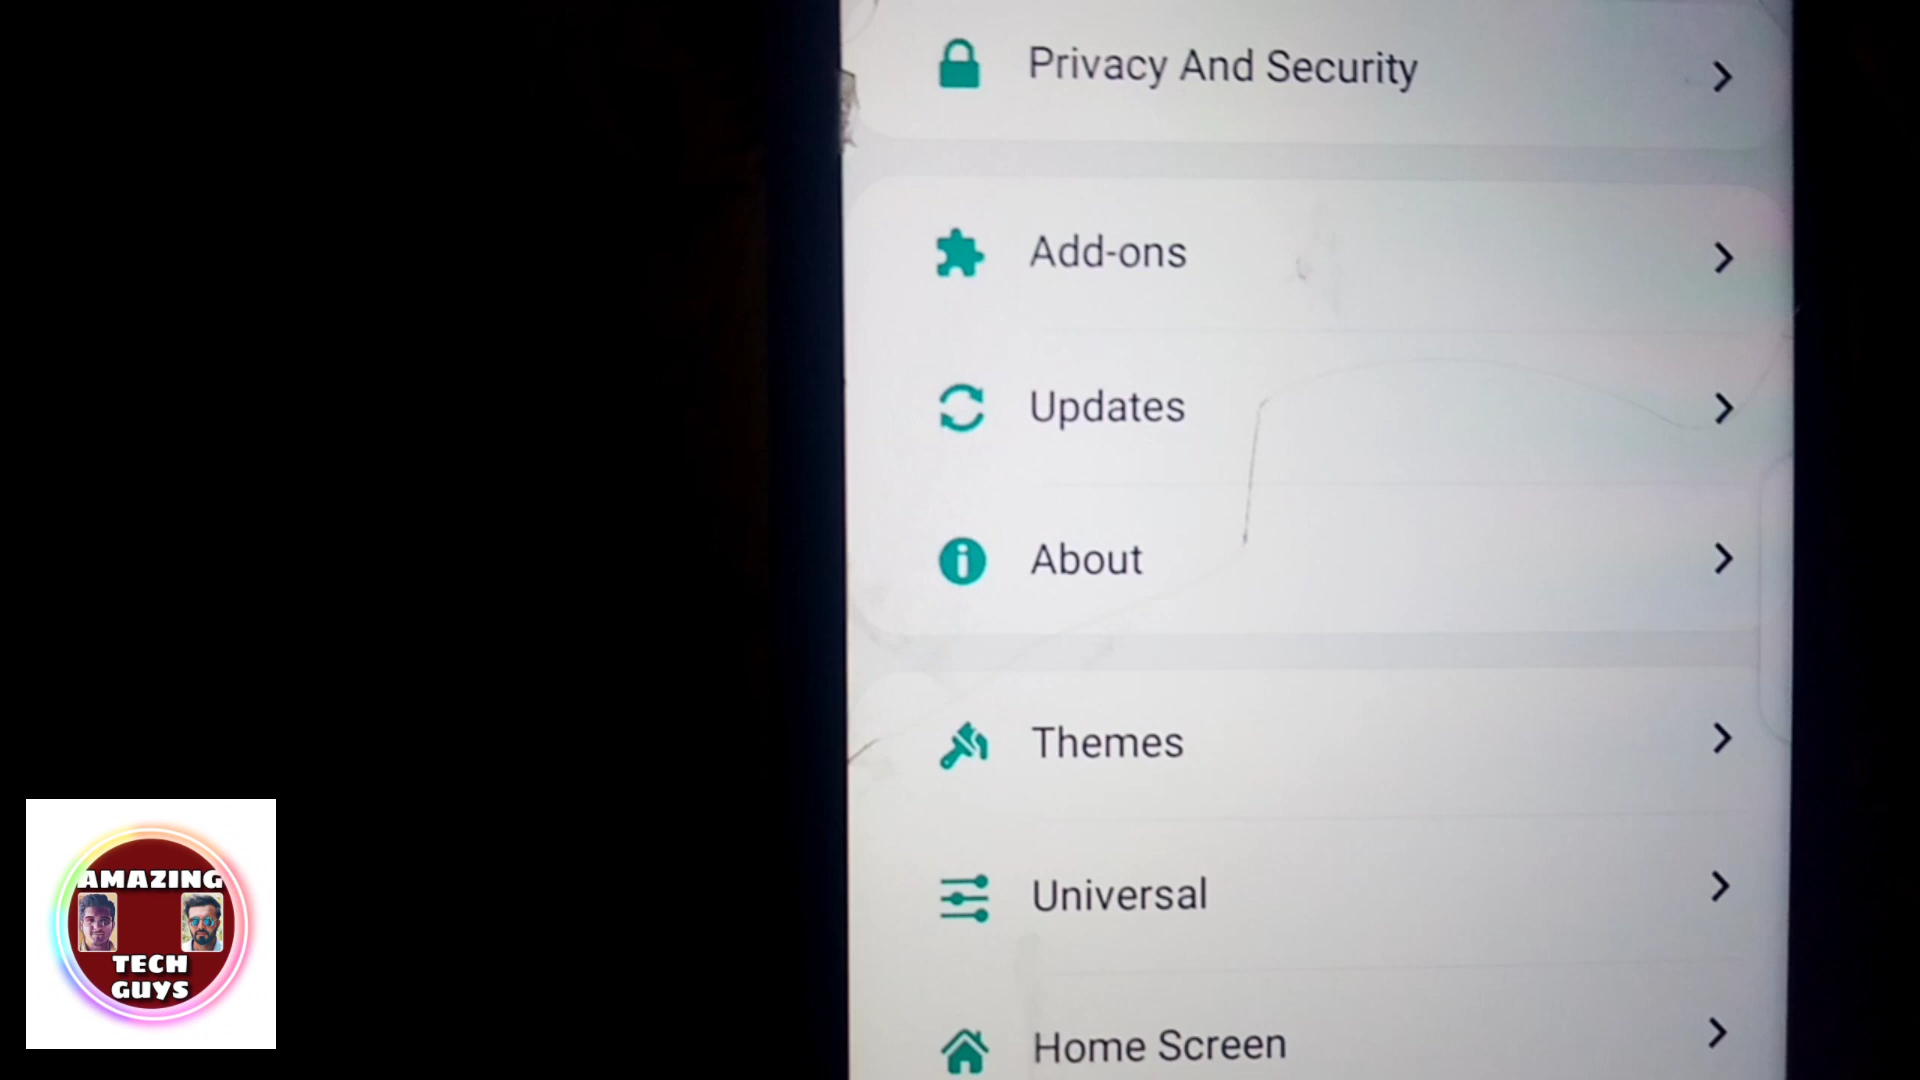 Privacy And Security
Add-ons
Updates
About
Themes
Universal
Home Screen
AMAZING
TECH
GUYS